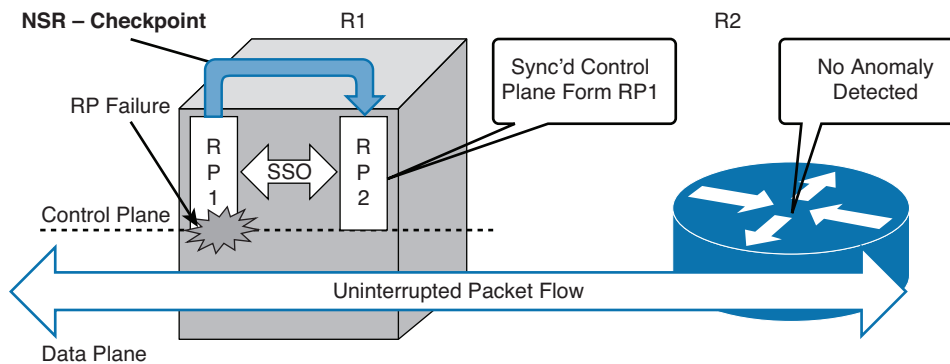 NSR – Checkpoint
R1
R2
Sync'd Control
Plane Form RP1
No Anomaly
Detected
RP Failure
R
P
1
SSO
R
P
2
Control Plane
Uninterrupted Packet Flow
Data Plane